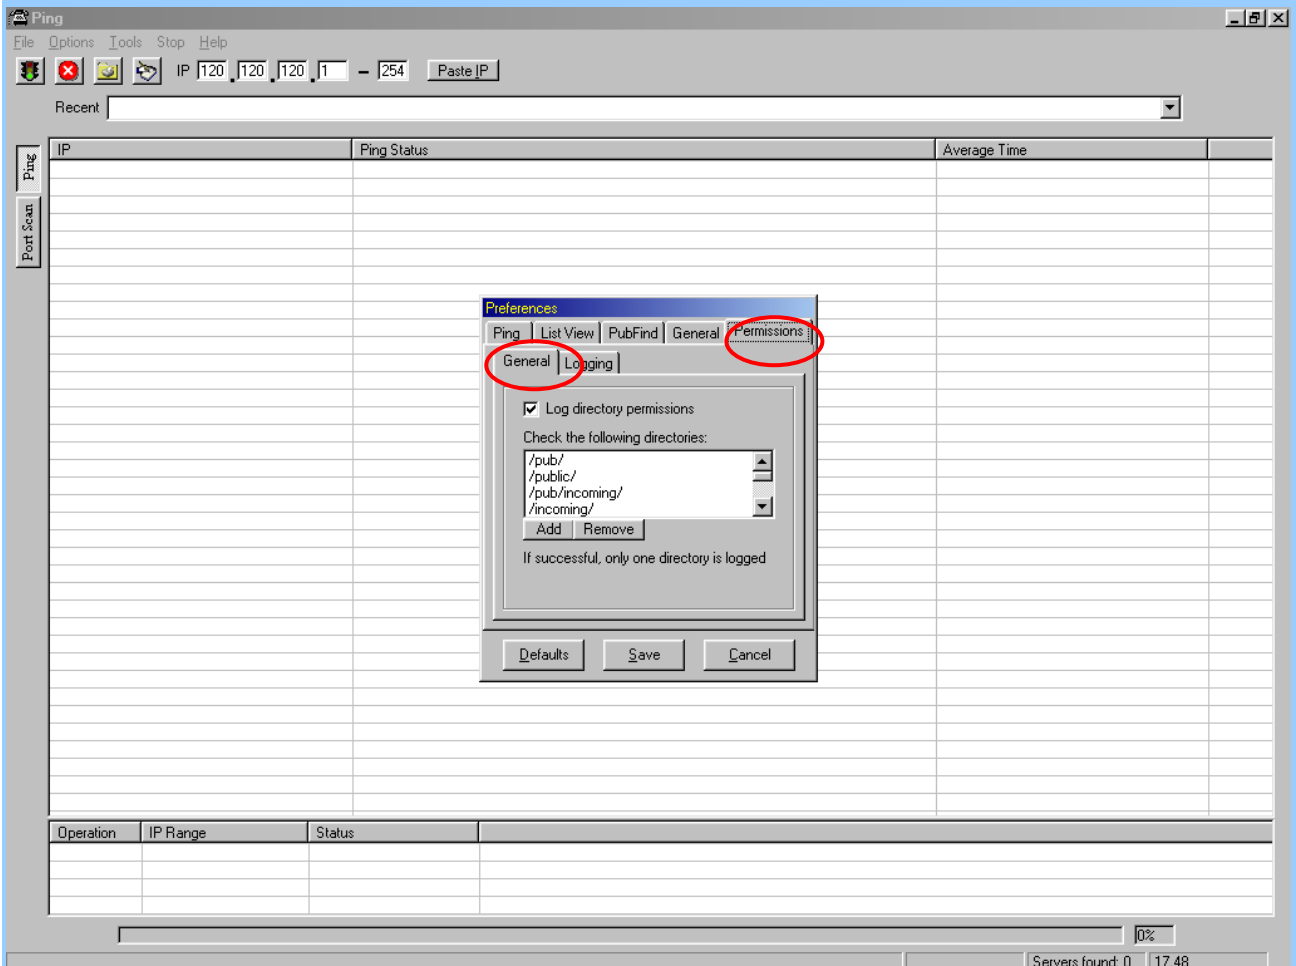 Ping
File Options Tools Stop Help
IP 120 . 120 . 120 . 1 – 254 Paste IP
Recent
IP Ping Status Average Time
Ping
Port Scan
Preferences
Ping List View PubFind General Permissions
General Logging
Log directory permissions
Check the following directories:
/pub/
/public/
/pub/incoming/
/incoming/
Add Remove
If successful, only one directory is logged
Defaults Save Cancel
Operation IP Range Status
0%
Servers found: 0 17.48